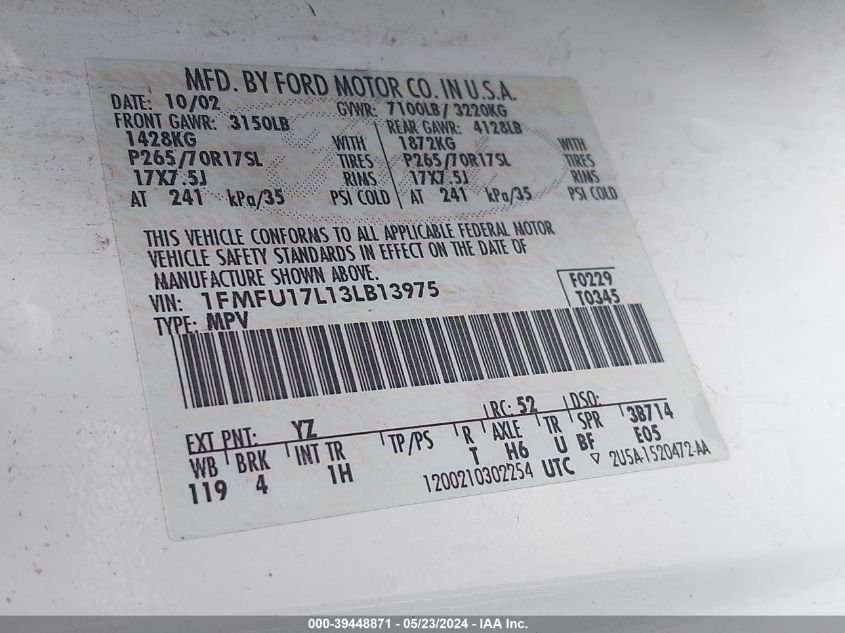 MFD. BY FORD MOTOR CO. IN U.S.A.
DATE: 10/02 GVWR: 7100LB / 3220KG
FRONT GAWR: 3150LB REAR GAWR: 4128LB
1428KG WITH 1872KG WITH
P265/70R17SL TIRES P265/70R17SL TIRES
17X7.5J RIMS 17X7.5J RIMS
AT 241 kPa/35 PSI COLD AT 241 kPa/35 PSI COLD
THIS VEHICLE CONFORMS TO ALL APPLICABLE FEDERAL MOTOR
VEHICLE SAFETY STANDARDS IN EFFECT ON THE DATE OF
MANUFACTURE SHOWN ABOVE.
VIN: 1FMFU17L13LB13975 F0229
TYPE: MPV T0345
EXT PNT: YZ RC: 52 DSO:
WB BRK INT TR TP/PS R AXLE TR SPR 3B714
119 4 1H T H6 U BF E05
1200210302254 UTC ▽ 2U5A-1520472-AA
000-39448871 - 05/23/2024 - IAA Inc.